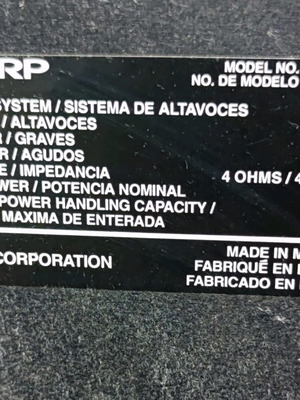 RP MODEL NO.
NO. DE MODELO
SYSTEM / SISTEMA DE ALTAVOCES
/ ALTAVOCES
/ GRAVES
R / AGUDOS
E / IMPEDANCIA 4 OHMS / 4
WER / POTENCIA NOMINAL
POWER HANDLING CAPACITY /
MAXIMA DE ENTERADA
CORPORATION MADE IN M
FABRIQUÉ EN
FABRICADO EN